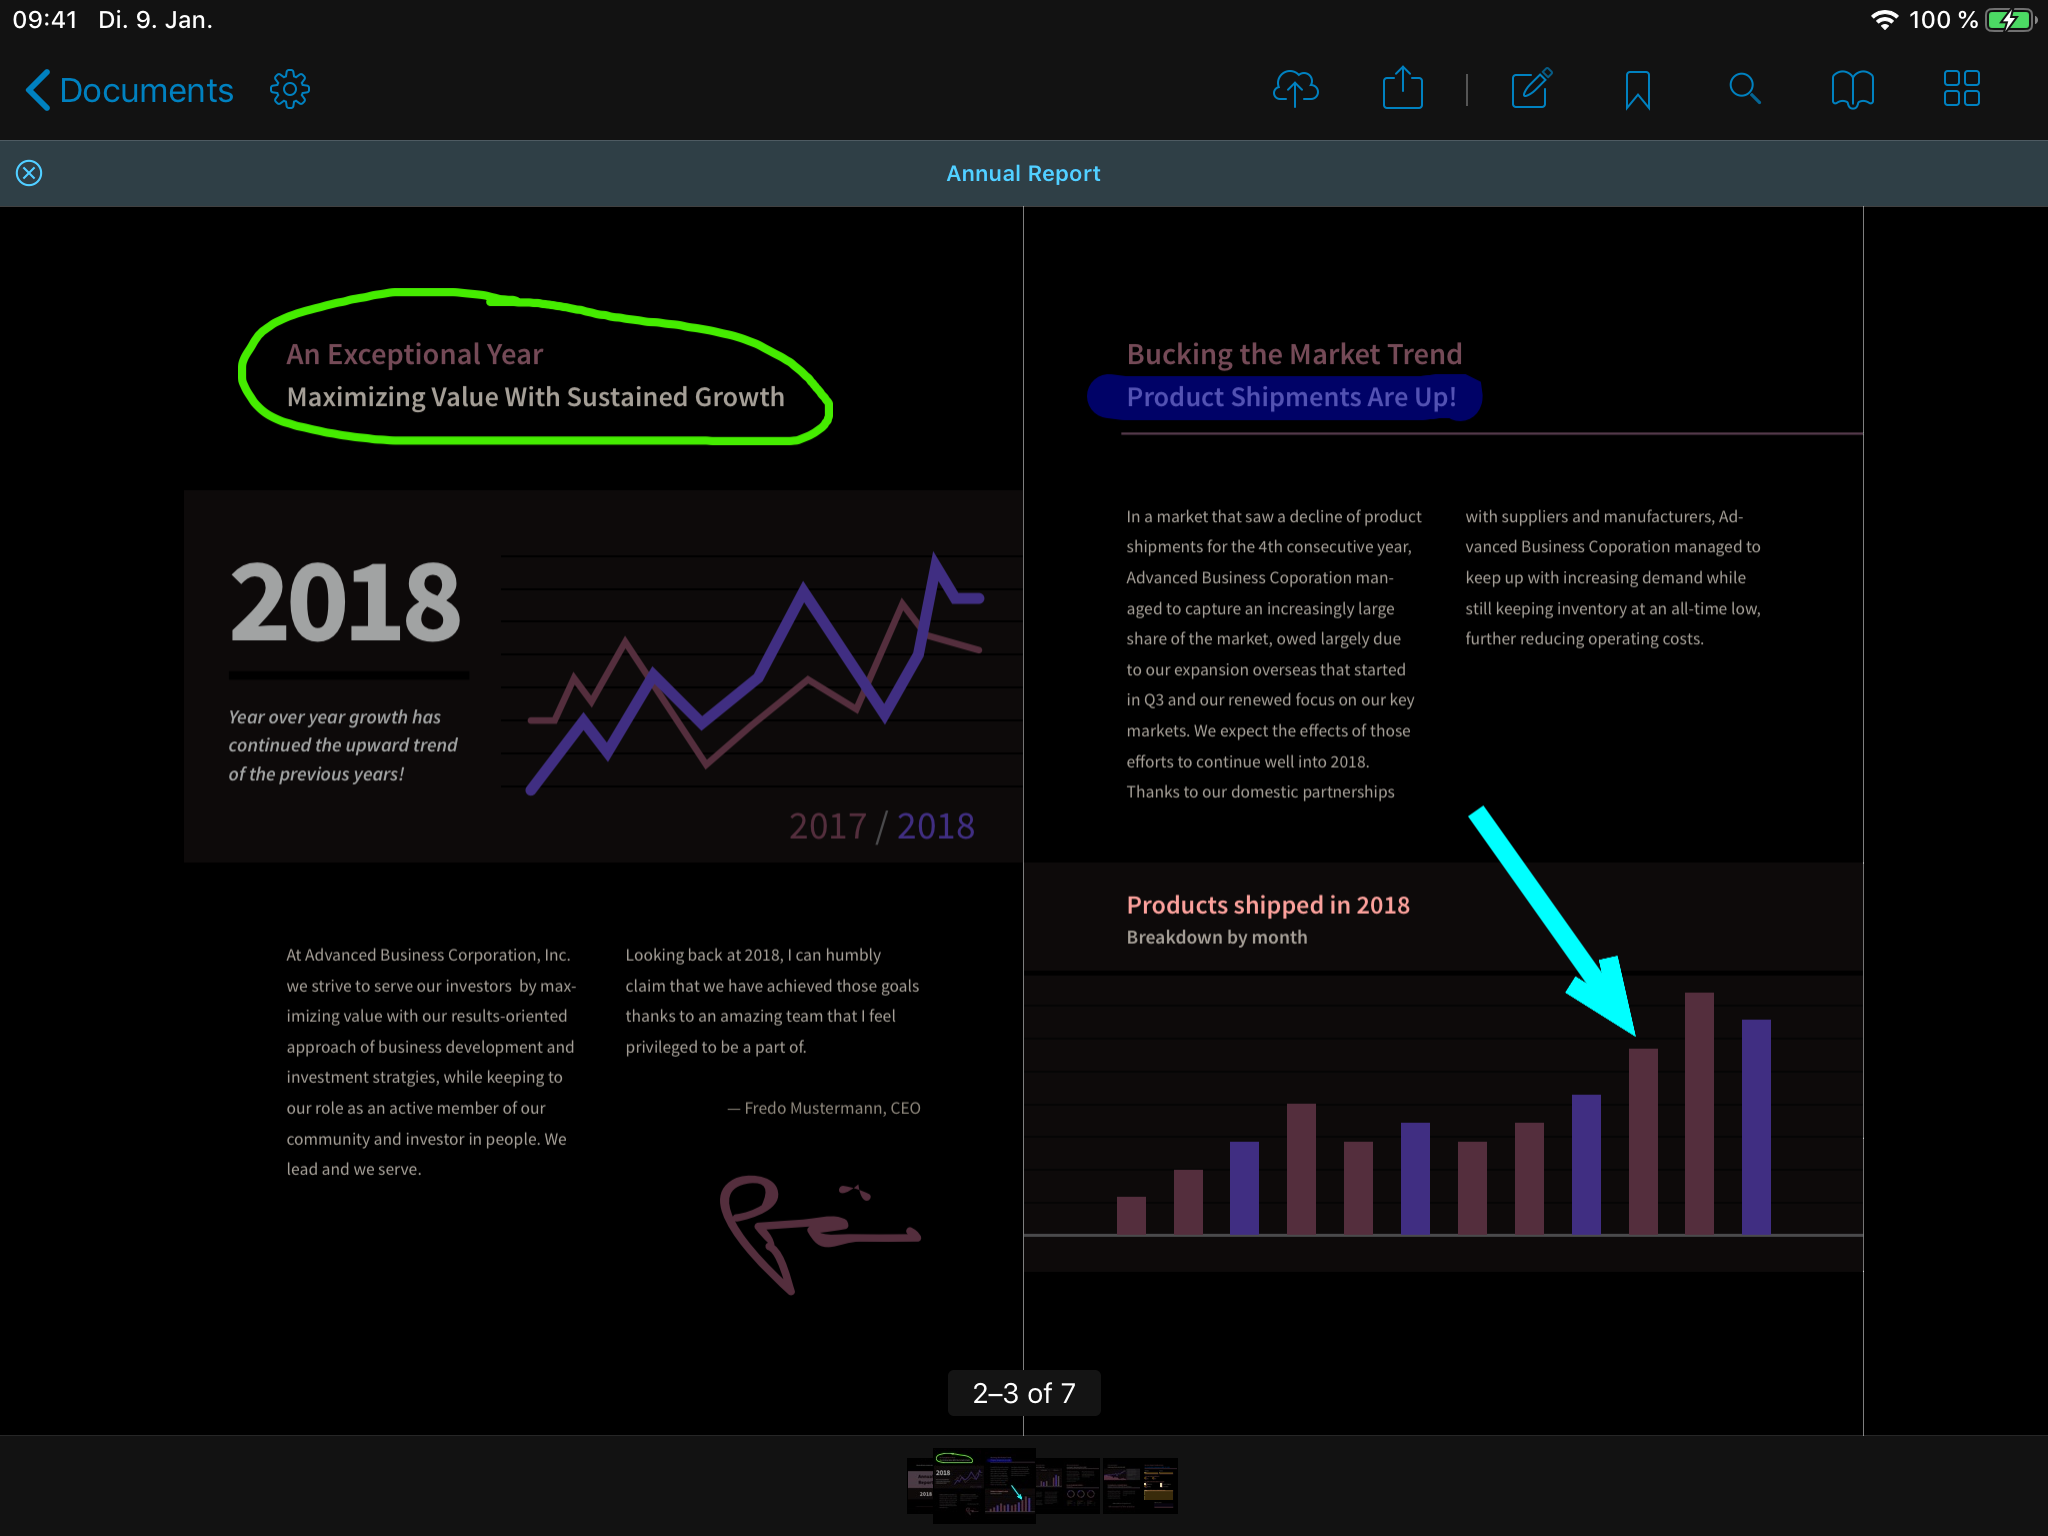 09:41 Di. 9. Jan.
100 %
Documents
Annual Report
An Exceptional Year
Maximizing Value With Sustained Growth
2018
Year over year growth has
continued the upward trend
of the previous years!
2017 / 2018
At Advanced Business Corporation, Inc.
we strive to serve our investors by max-
imizing value with our results-oriented
approach of business development and
investment stratgies, while keeping to
our role as an active member of our
community and investor in people. We
lead and we serve.
Looking back at 2018, I can humbly
claim that we have achieved those goals
thanks to an amazing team that I feel
privileged to be a part of.
— Fredo Mustermann, CEO
Bucking the Market Trend
Product Shipments Are Up!
In a market that saw a decline of product
shipments for the 4th consecutive year,
Advanced Business Coporation man-
aged to capture an increasingly large
share of the market, owed largely due
to our expansion overseas that started
in Q3 and our renewed focus on our key
markets. We expect the effects of those
efforts to continue well into 2018.
Thanks to our domestic partnerships
with suppliers and manufacturers, Ad-
vanced Business Coporation managed to
keep up with increasing demand while
still keeping inventory at an all-time low,
further reducing operating costs.
Products shipped in 2018
Breakdown by month
2–3 of 7
2018
2018